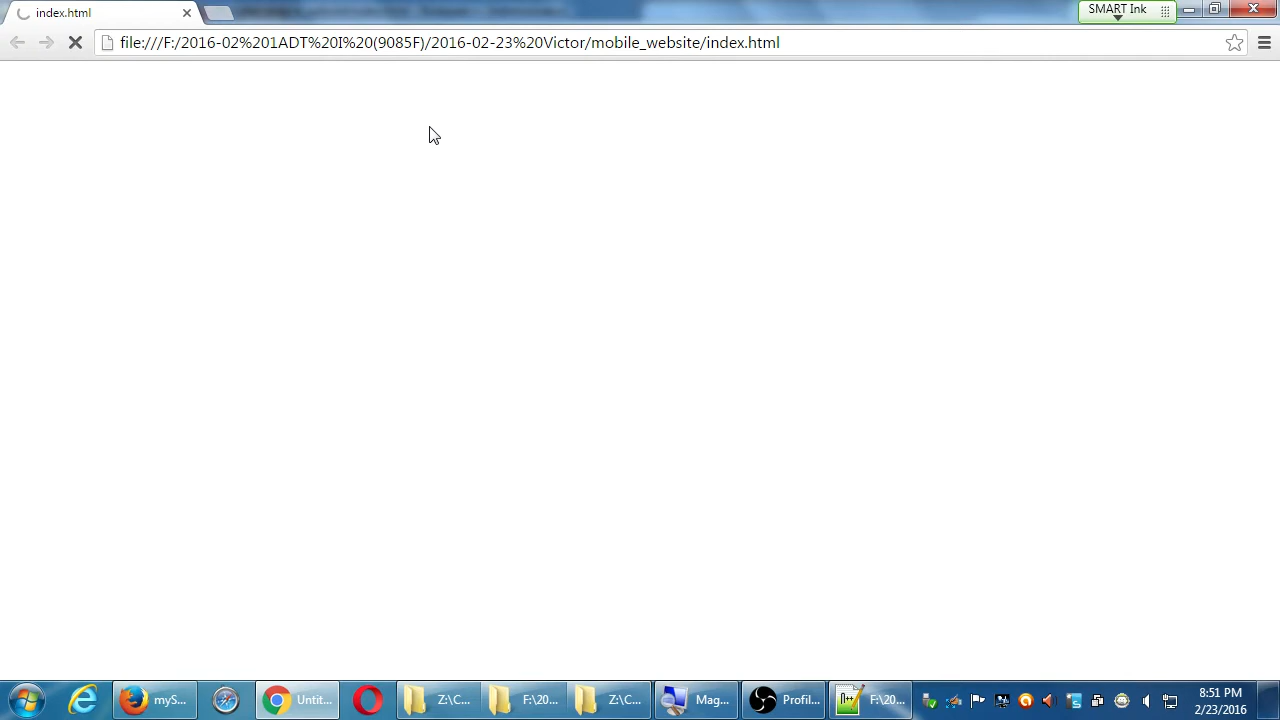 index.html
SMART Ink
file:///F:/2016-02%201ADT%20I%20(9085F)/2016-02-23%20Victor/mobile_website/index.html
myS...
Untit...
Z:\C...
F:\20...
Z:\C...
Mag...
Profil...
F:\20...
8:51 PM
2/23/2016